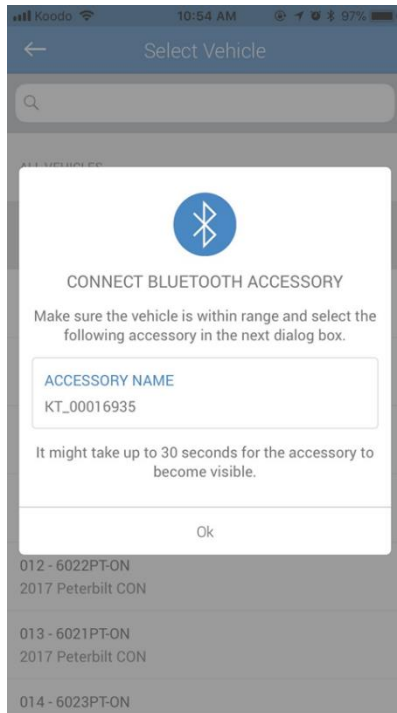 Koodo 10:54 AM 97%
Select Vehicle
ALL VEHICLES
CONNECT BLUETOOTH ACCESSORY
Make sure the vehicle is within range and select the
following accessory in the next dialog box.
ACCESSORY NAME
KT_00016935
It might take up to 30 seconds for the accessory to
become visible.
Ok
012 - 6022PT-ON
2017 Peterbilt CON
013 - 6021PT-ON
2017 Peterbilt CON
014 - 6023PT-ON